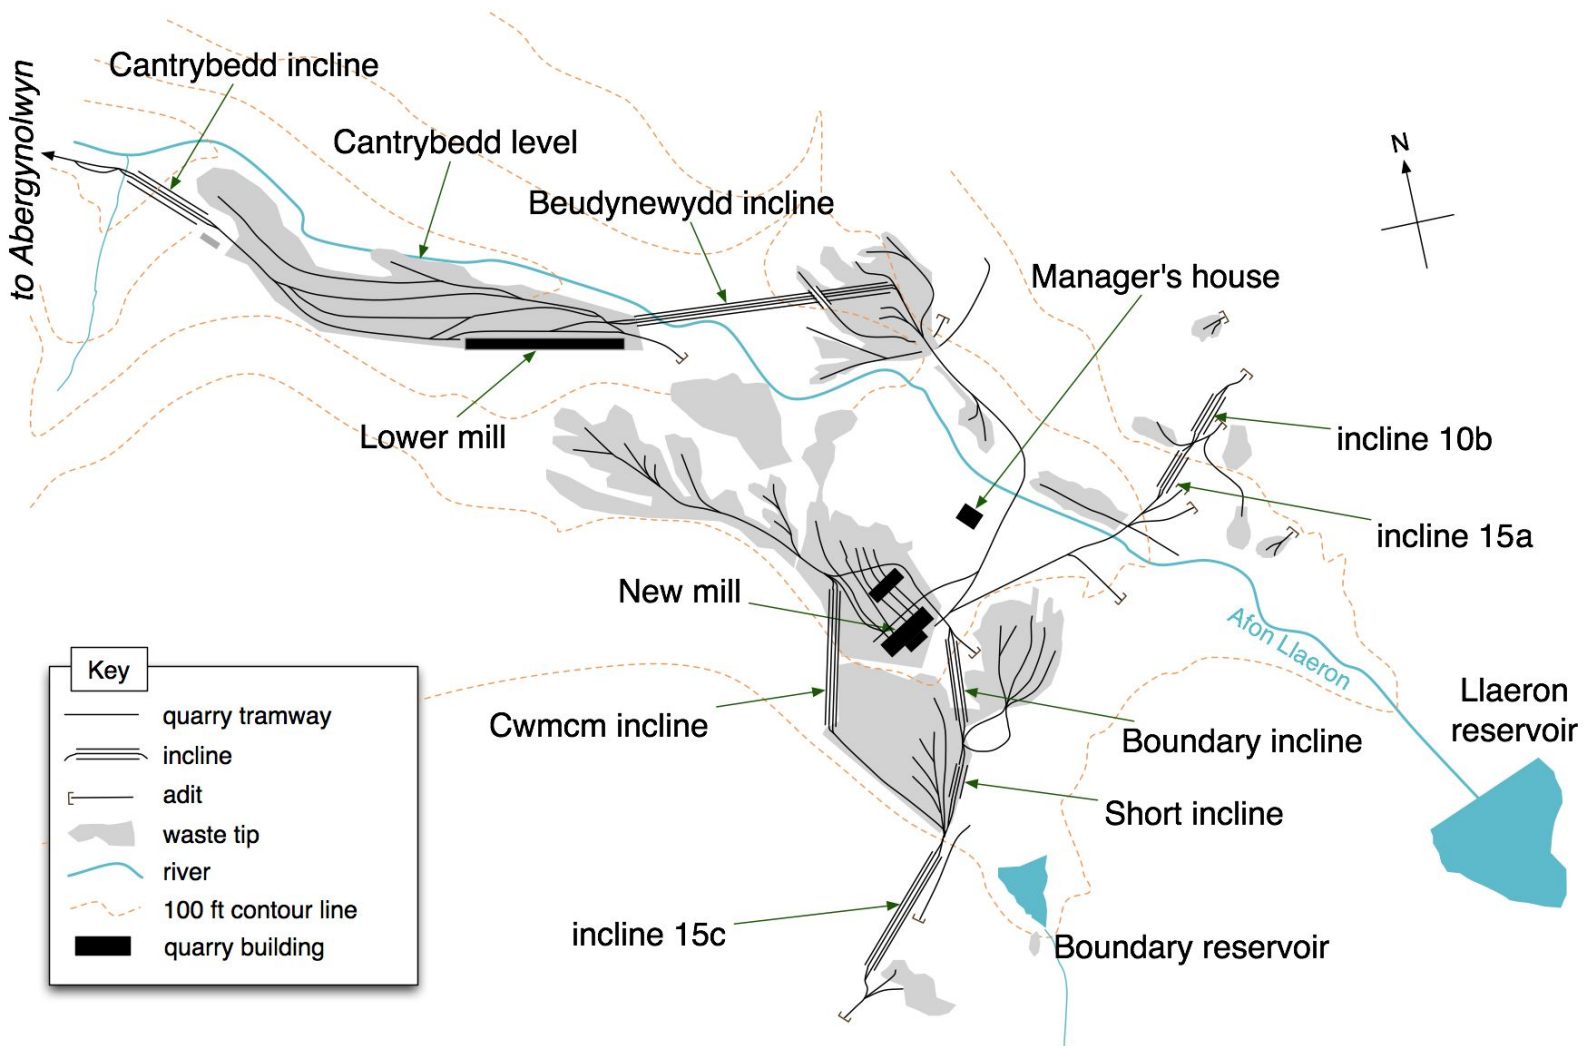 Cantrybedd incline
to Abergynolwyn
Cantrybedd level
N
Beudynewydd incline
Manager's house
Lower mill
incline 10b
incline 15a
New mill
Afon Llaeron
Key
quarry tramway
incline
adit
waste tip
river
100 ft contour line
quarry building
Cwmcm incline
Boundary incline
Llaeron
reservoir
Short incline
incline 15c
Boundary reservoir